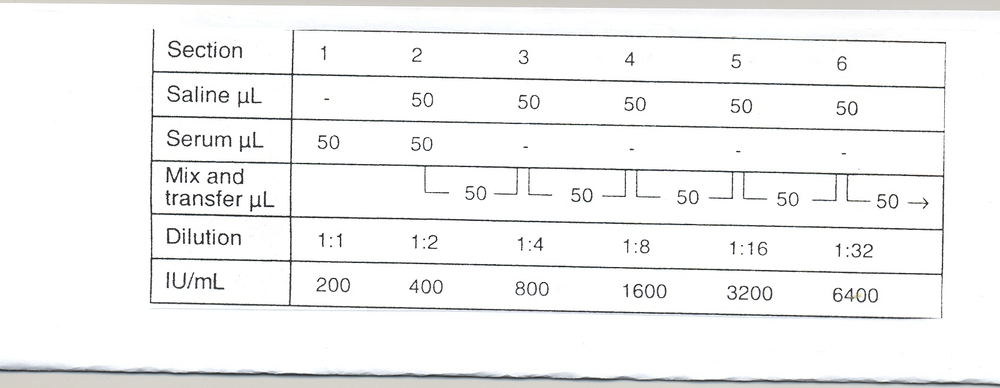 Section 1 2 3 4 5 6
Saline µL - 50 50 50 50 50
Serum µL 50 50 - - - -
Mix and
transfer µL 50 50 50 50 50 →
Dilution 1:1 1:2 1:4 1:8 1:16 1:32
IU/mL 200 400 800 1600 3200 6400